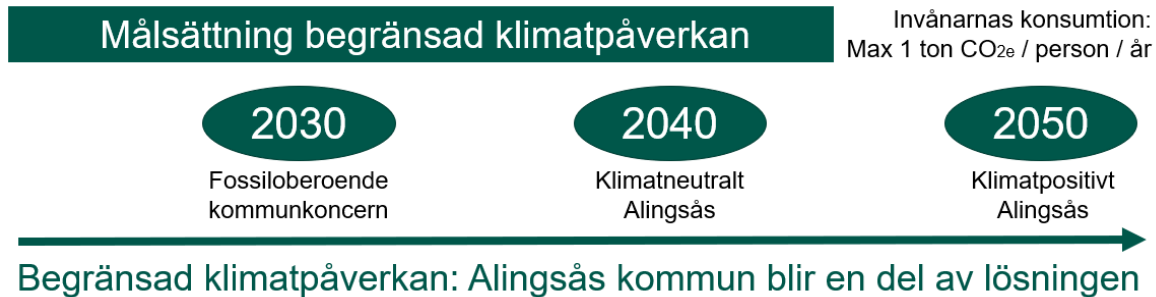 Målsättning begränsad klimatpåverkan
Invånarnas konsumtion:
Max 1 ton CO2e / person / år
2030
Fossiloberoende
kommunkoncern
2040
Klimatneutralt
Alingsås
2050
Klimatpositivt
Alingsås
Begränsad klimatpåverkan: Alingsås kommun blir en del av lösningen